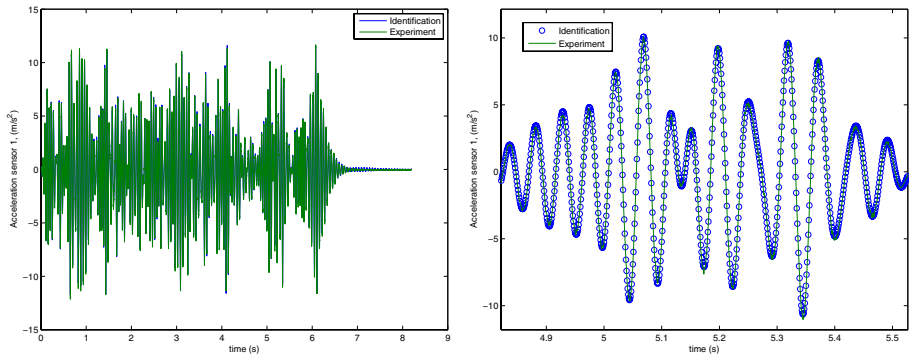 Identification
Experiment
Acceleration sensor 1, (m/s²)
15
10
5
0
−5
−10
−15
0 1 2 3 4 5 6 7 8 9
time (s)
Identification
Experiment
Acceleration sensor 1, (m/s²)
10
5
0
−5
−10
4.9 5 5.1 5.2 5.3 5.4 5.5
time (s)